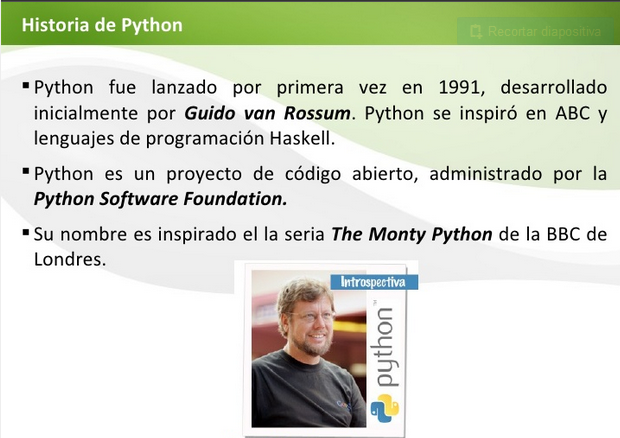 Historia de Python
Recortar diapositiva
Python fue lanzado por primera vez en 1991, desarrollado
inicialmente por Guido van Rossum. Python se inspiró en ABC y
lenguajes de programación Haskell.
Python es un proyecto de código abierto, administrado por la
Python Software Foundation.
Su nombre es inspirado el la seria The Monty Python de la BBC de
Londres.
Introspectiva
python™